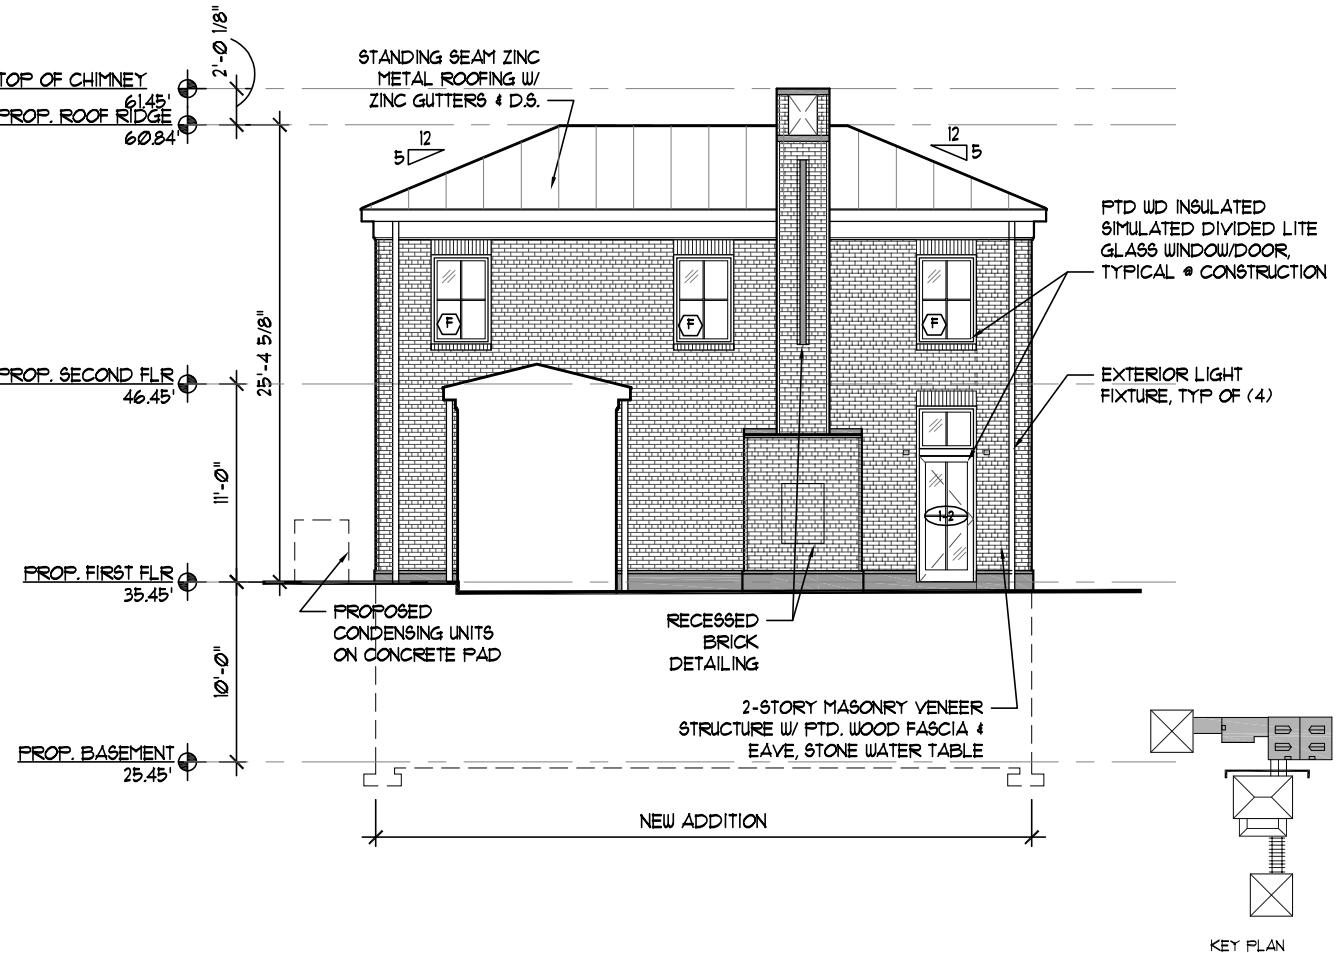 2'-0 1/8"
TOP OF CHIMNEY
61.45'
PROP. ROOF RIDGE
60.84'
STANDING SEAM ZINC
METAL ROOFING W/
ZINC GUTTERS & D.S.
12
5
12
5
PTD WD INSULATED
SIMULATED DIVIDED LITE
GLASS WINDOW/DOOR,
TYPICAL @ CONSTRUCTION
F
F
F
25'-4 5/8"
PROP. SECOND FLR
46.45'
EXTERIOR LIGHT
FIXTURE, TYP OF (4)
11'-0"
1-2
PROP. FIRST FLR
35.45'
PROPOSED
CONDENSING UNITS
ON CONCRETE PAD
RECESSED
BRICK
DETAILING
10'-0"
2-STORY MASONRY VENEER
STRUCTURE W/ PTD. WOOD FASCIA &
EAVE, STONE WATER TABLE
PROP. BASEMENT
25.45'
NEW ADDITION
KEY PLAN